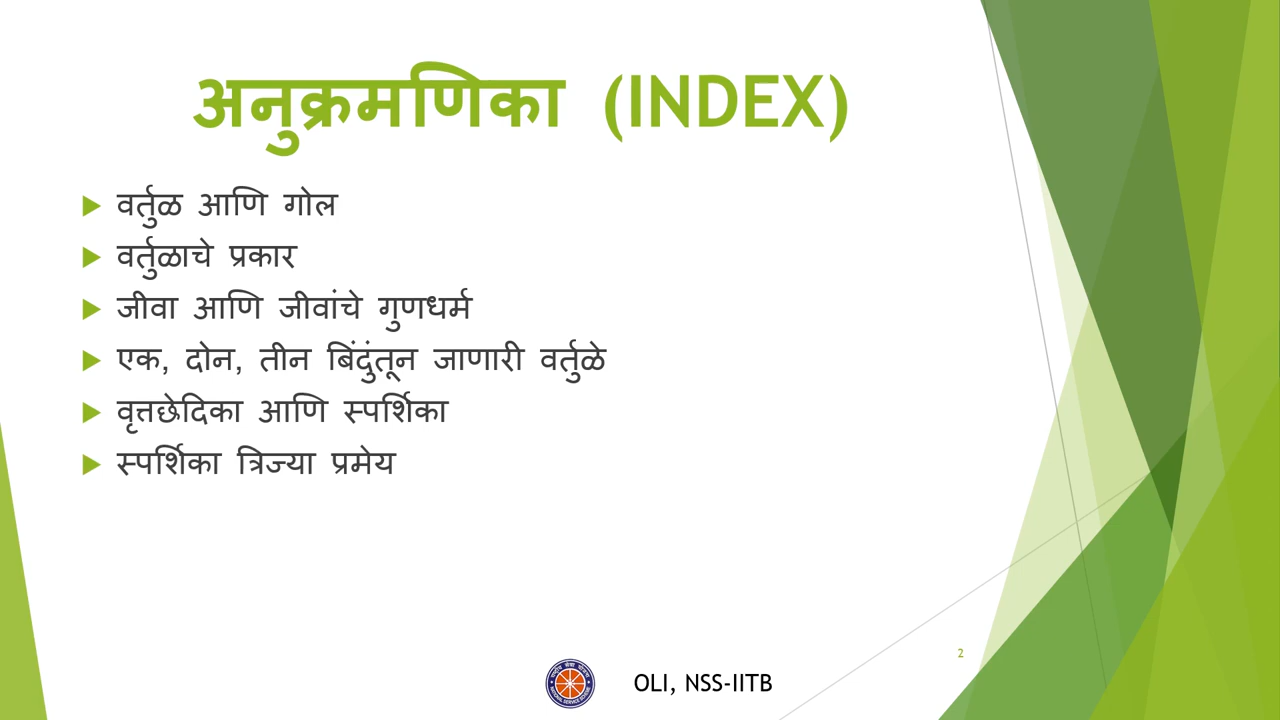 अनुक्रमणिका (INDEX)
वर्तुळ आणि गोल
वर्तुळाचे प्रकार
जीवा आणि जीवांचे गुणधर्म
एक, दोन, तीन बिंदुंतून जाणारी वर्तुळे
वृत्तछेदिका आणि स्पर्शिका
स्पर्शिका त्रिज्या प्रमेय
2
OLI, NSS-IITB